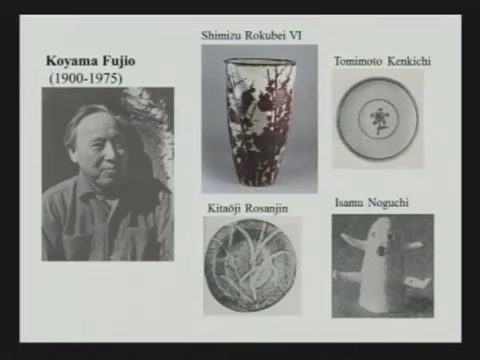 Koyama Fujio
(1900-1975)
Shimizu Rokubei VI
Tomimoto Kenkichi
Kitaōji Rosanjin
Isamu Noguchi